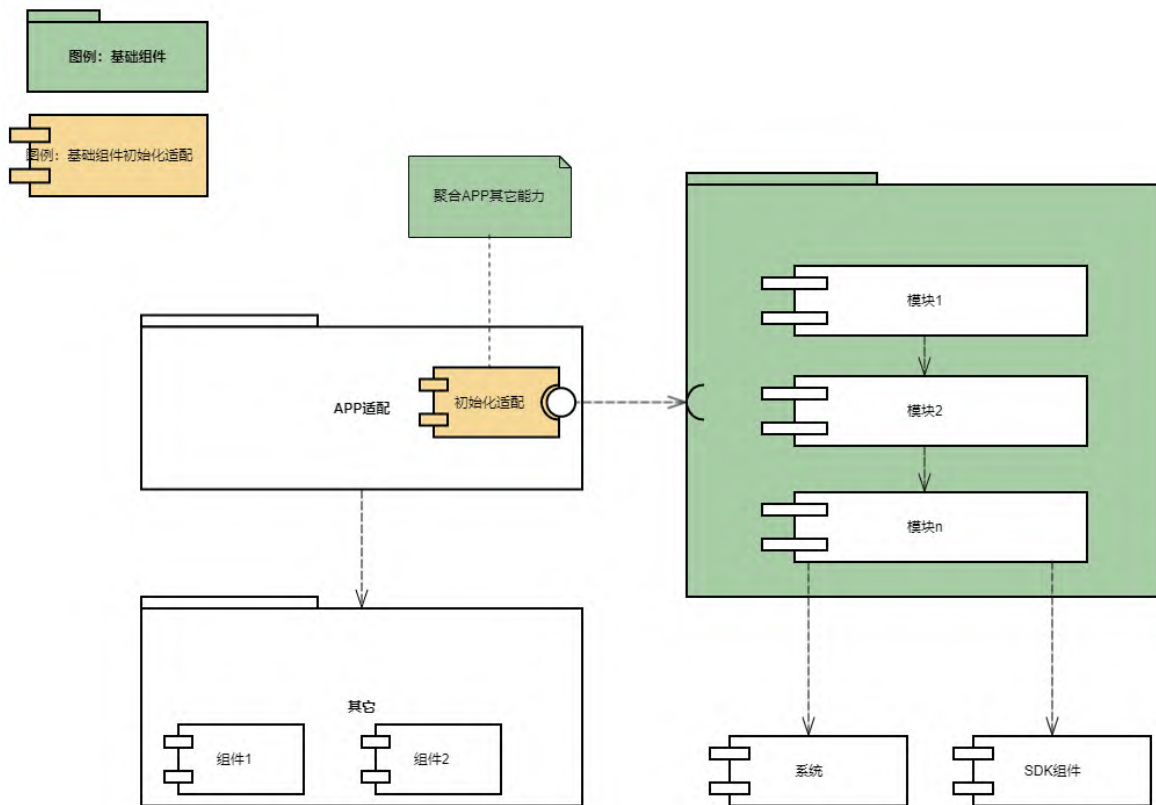 图例：基础组件
图例：基础组件初始化适配
聚合APP其它能力
模块1
APP适配
初始化适配
模块2
模块n
其它
组件1
组件2
系统
SDK组件